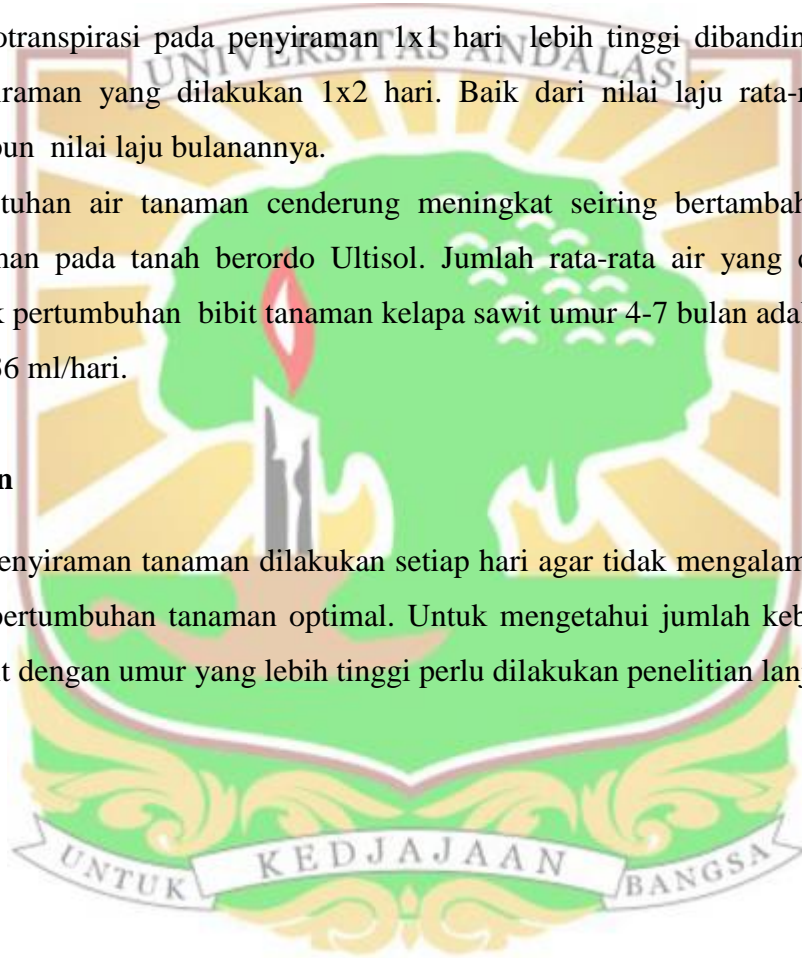 otranspirasi pada penyiraman 1x1 hari lebih tinggi dibandin
UNIVERSITAS ANDALAS
iraman yang dilakukan 1x2 hari. Baik dari nilai laju rata-r
pun nilai laju bulanannya.
tuhan air tanaman cenderung meningkat seiring bertambah
nan pada tanah berordo Ultisol. Jumlah rata-rata air yang
pertumbuhan bibit tanaman kelapa sawit umur 4-7 bulan adal
36 ml/hari.
n
enyiraman tanaman dilakukan setiap hari agar tidak mengalam
pertumbuhan tanaman optimal. Untuk mengetahui jumlah keb
t dengan umur yang lebih tinggi perlu dilakukan penelitian lanj
UNTUK KEDJAJAAN BANGSA